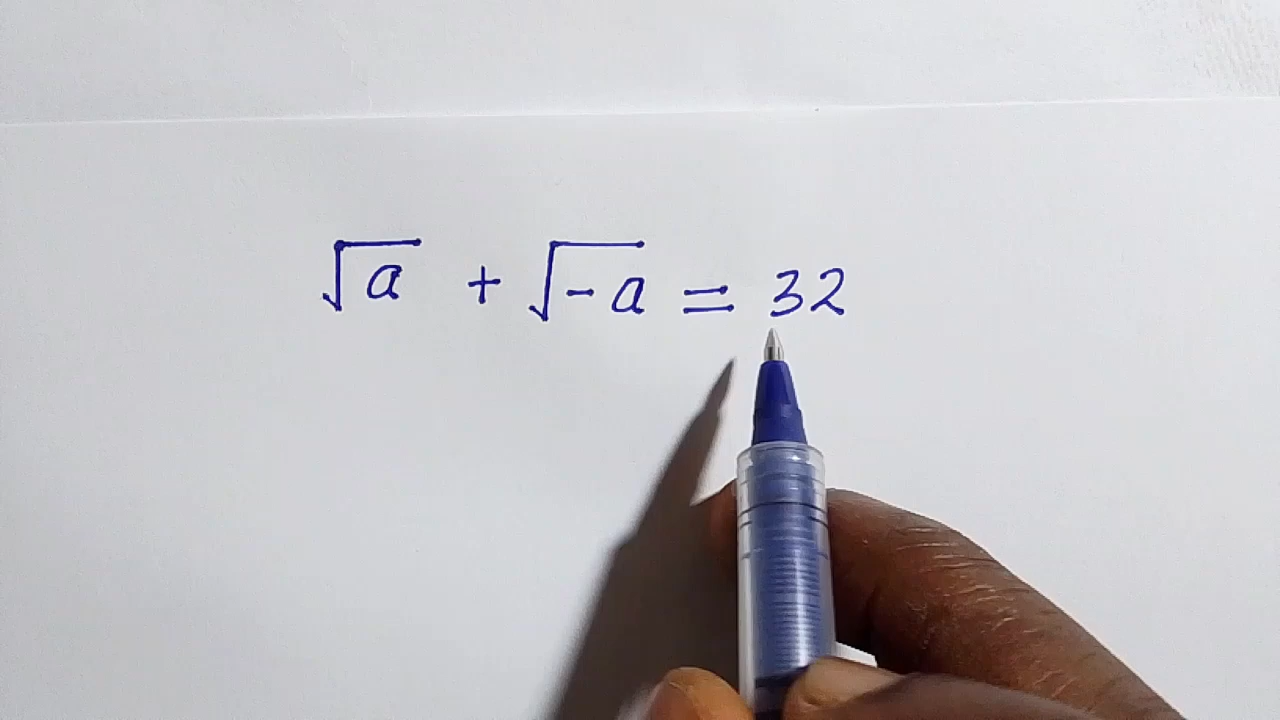 √a + √-a = 32